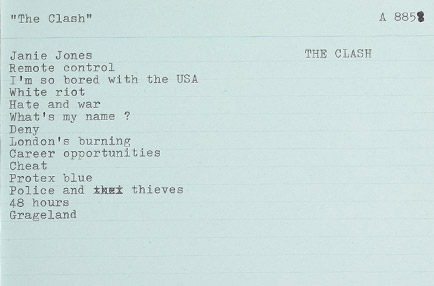 "The Clash" A 8858
Janie Jones THE CLASH
Remote control
I'm so bored with the USA
White riot
Hate and war
What's my name ?
Deny
London's burning
Career opportunities
Cheat
Protex blue
Police and thieves
48 hours
Grageland